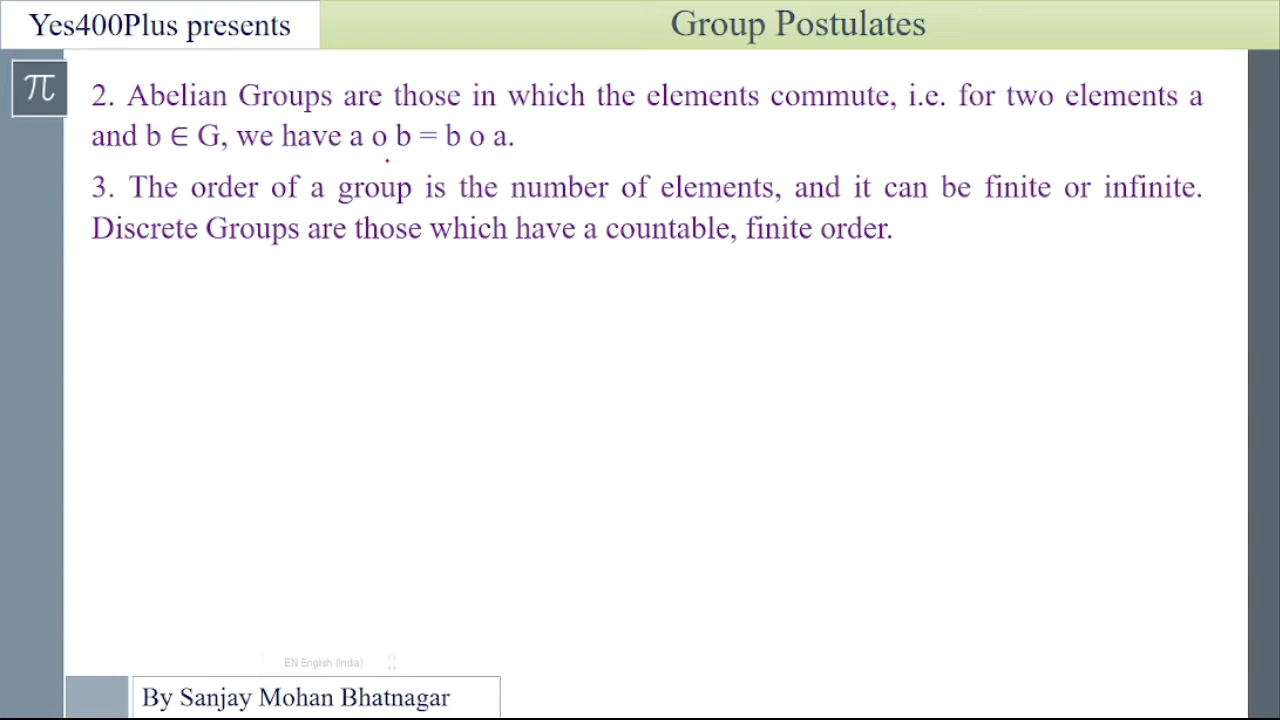 Yes400Plus presents
Group Postulates
π
2. Abelian Groups are those in which the elements commute, i.e. for two elements a
and b ∈ G, we have a o b = b o a.
3. The order of a group is the number of elements, and it can be finite or infinite.
Discrete Groups are those which have a countable, finite order.
EN English (India)
By Sanjay Mohan Bhatnagar